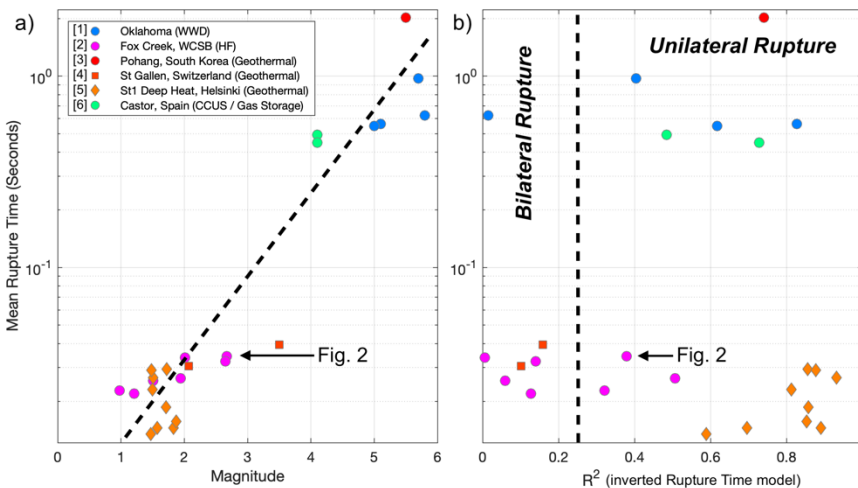 a)
[1] Oklahoma (WWD)
[2] Fox Creek, WCSB (HF)
[3] Pohang, South Korea (Geothermal)
[4] St Gallen, Switzerland (Geothermal)
[5] St1 Deep Heat, Helsinki (Geothermal)
[6] Castor, Spain (CCUS / Gas Storage)
Mean Rupture Time (Seconds)
10^0
10^-1
Fig. 2
0 1 2 3 4 5 6
Magnitude
b)
Bilateral Rupture
Unilateral Rupture
Fig. 2
0 0.2 0.4 0.6 0.8 1
R^2 (inverted Rupture Time model)